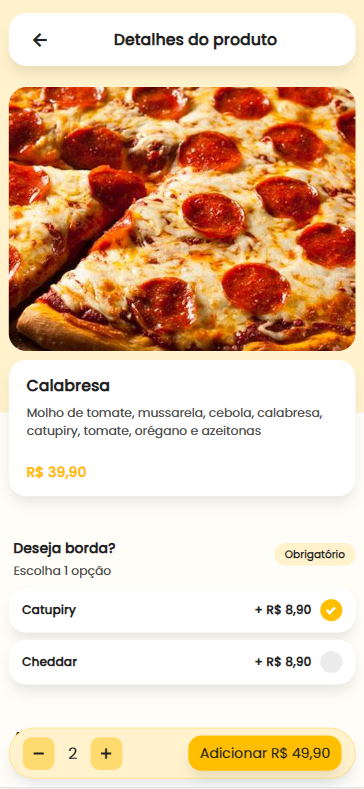 Detalhes do produto
Calabresa
Molho de tomate, mussarela, cebola, calabresa,
catupiry, tomate, orégano e azeitonas
R$ 39,90
Deseja borda?
Obrigatório
Escolha 1 opção
Catupiry + R$ 8,90
Cheddar + R$ 8,90
− 2 + Adicionar R$ 49,90